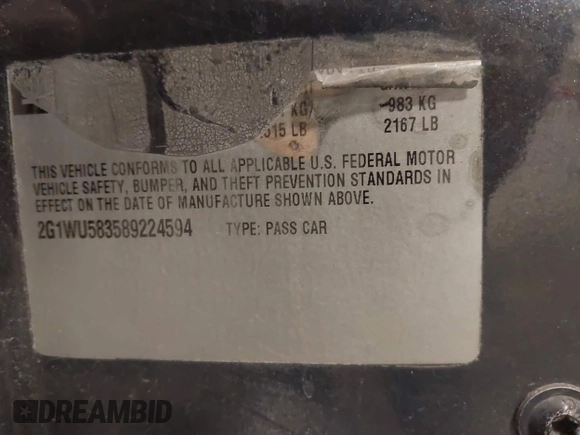 KG
983 KG
515 LB
2167 LB
THIS VEHICLE CONFORMS TO ALL APPLICABLE U.S. FEDERAL MOTOR
VEHICLE SAFETY, BUMPER, AND THEFT PREVENTION STANDARDS IN
EFFECT ON THE DATE OF MANUFACTURE SHOWN ABOVE.
2G1WU583589224594 TYPE: PASS CAR
DREAMBID